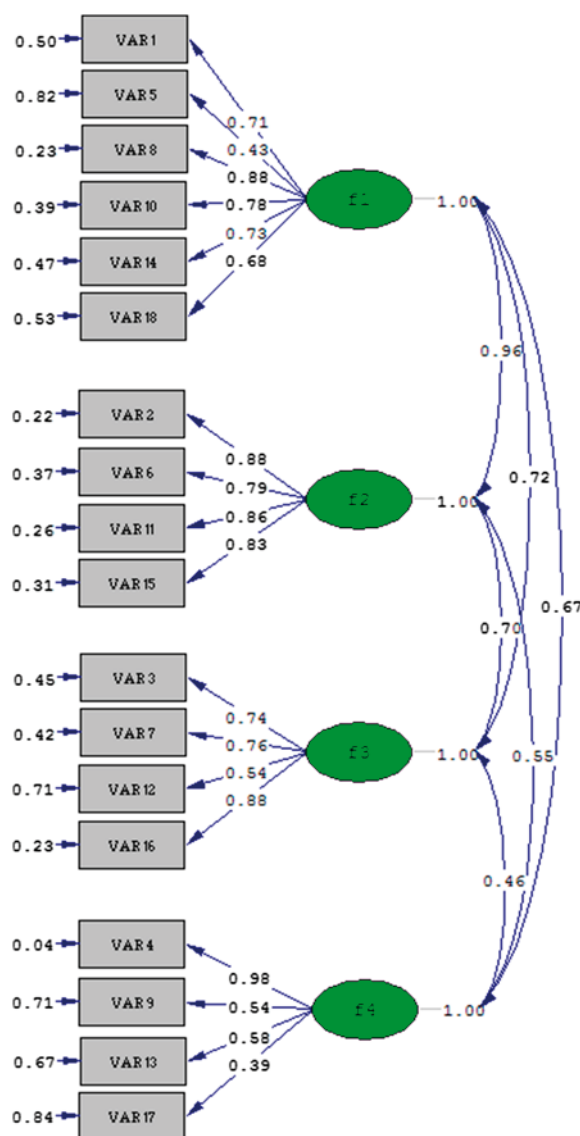 0.50 VAR1
0.82 VAR5
0.71
0.43
0.23 VAR8
0.88
f1
1.00
0.39 VAR10
0.78
0.73
0.47 VAR14
0.68
0.53 VAR18
0.96
0.22 VAR2
0.88
0.72
0.37 VAR6
0.79
f2
1.00
0.26 VAR11
0.86
0.83
0.31 VAR15
0.67
0.70
0.45 VAR3
0.74
0.42 VAR7
0.76
f3
1.00
0.55
0.71 VAR12
0.54
0.88
0.23 VAR16
0.46
0.04 VAR4
0.98
0.71 VAR9
0.54
f4
1.00
0.58
0.67 VAR13
0.39
0.84 VAR17